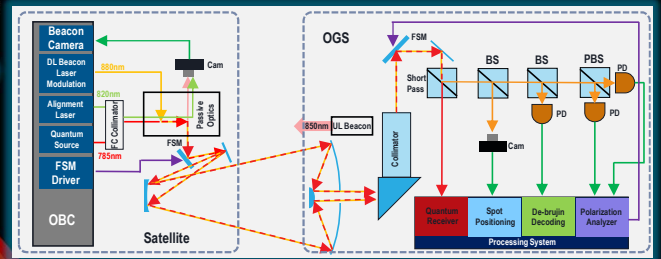 Beacon
Camera
DL Beacon
Laser
Modulation
Alignment
Laser
Quantum
Source
FSM
Driver
OBC
880nm
820nm
785nm
FC Collimator
Cam
Passive
Optics
FSM
Satellite
OGS
850nm
UL Beacon
FSM
Collimator
Short
Pass
BS
BS
PBS
PD
PD
PD
Cam
Quantum
Receiver
Spot
Positioning
De-brujin
Decoding
Polarization
Analyzer
Processing System